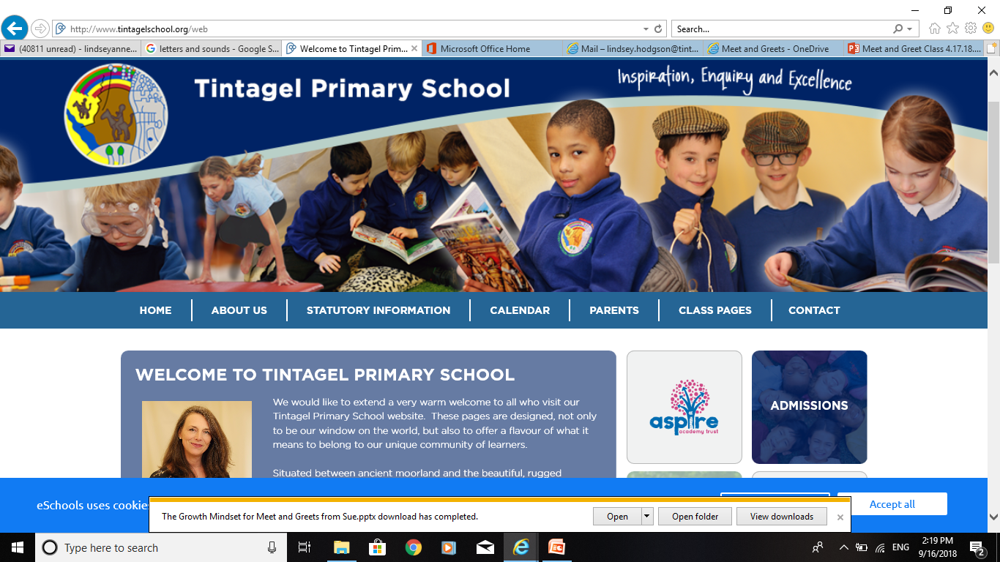 http://www.tintagelschool.org/web
Search...
(40811 unread) - lindseyanne...
letters and sounds - Google S...
Welcome to Tintagel Prim...
Microsoft Office Home
Mail – lindsey.hodgson@tint...
Meet and Greets - OneDrive
Meet and Greet Class 4.17.18....
Tintagel Primary School
Inspiration, Enquiry and Excellence
HOME
ABOUT US
STATUTORY INFORMATION
CALENDAR
PARENTS
CLASS PAGES
CONTACT
WELCOME TO TINTAGEL PRIMARY SCHOOL
We would like to extend a very warm welcome to all who visit our
Tintagel Primary School website. These pages are designed, not only
to be our window on the world, but also to offer a flavour of what it
means to belong to our unique community of learners.
Situated between ancient moorland and the beautiful, rugged
aspire
academy trust
ADMISSIONS
eSchools uses cookie
Accept all
The Growth Mindset for Meet and Greets from Sue.pptx download has completed.
Open
Open folder
View downloads
Type here to search
ENG
2:19 PM
9/16/2018
2